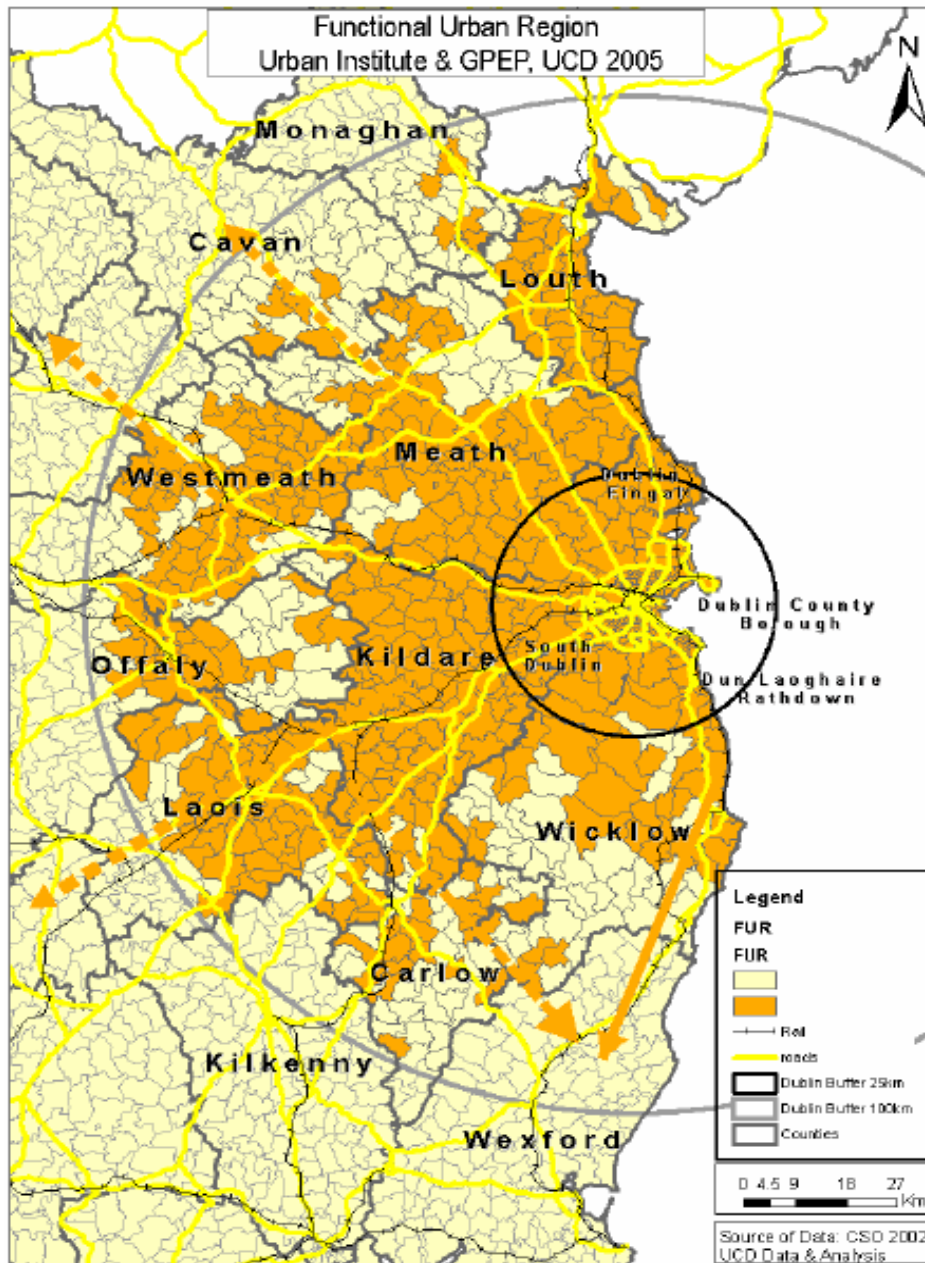 Functional Urban Region
Urban Institute & GPEP, UCD 2005
N
Monaghan
Cavan
Louth
Meath
Westmeath
Dublin
Fingal
Dublin County
Borough
South
Dublin
Kildare
Offaly
Dun Laoghaire
Rathdown
Laois
Wicklow
Carlow
Kilkenny
Wexford
Legend
FUR
FUR
Rail
roads
Dublin Buffer 25km
Dublin Buffer 100km
Counties
0 4.5 9 18 27
Km
Source of Data: CSO 2002
UCD Data & Analysis